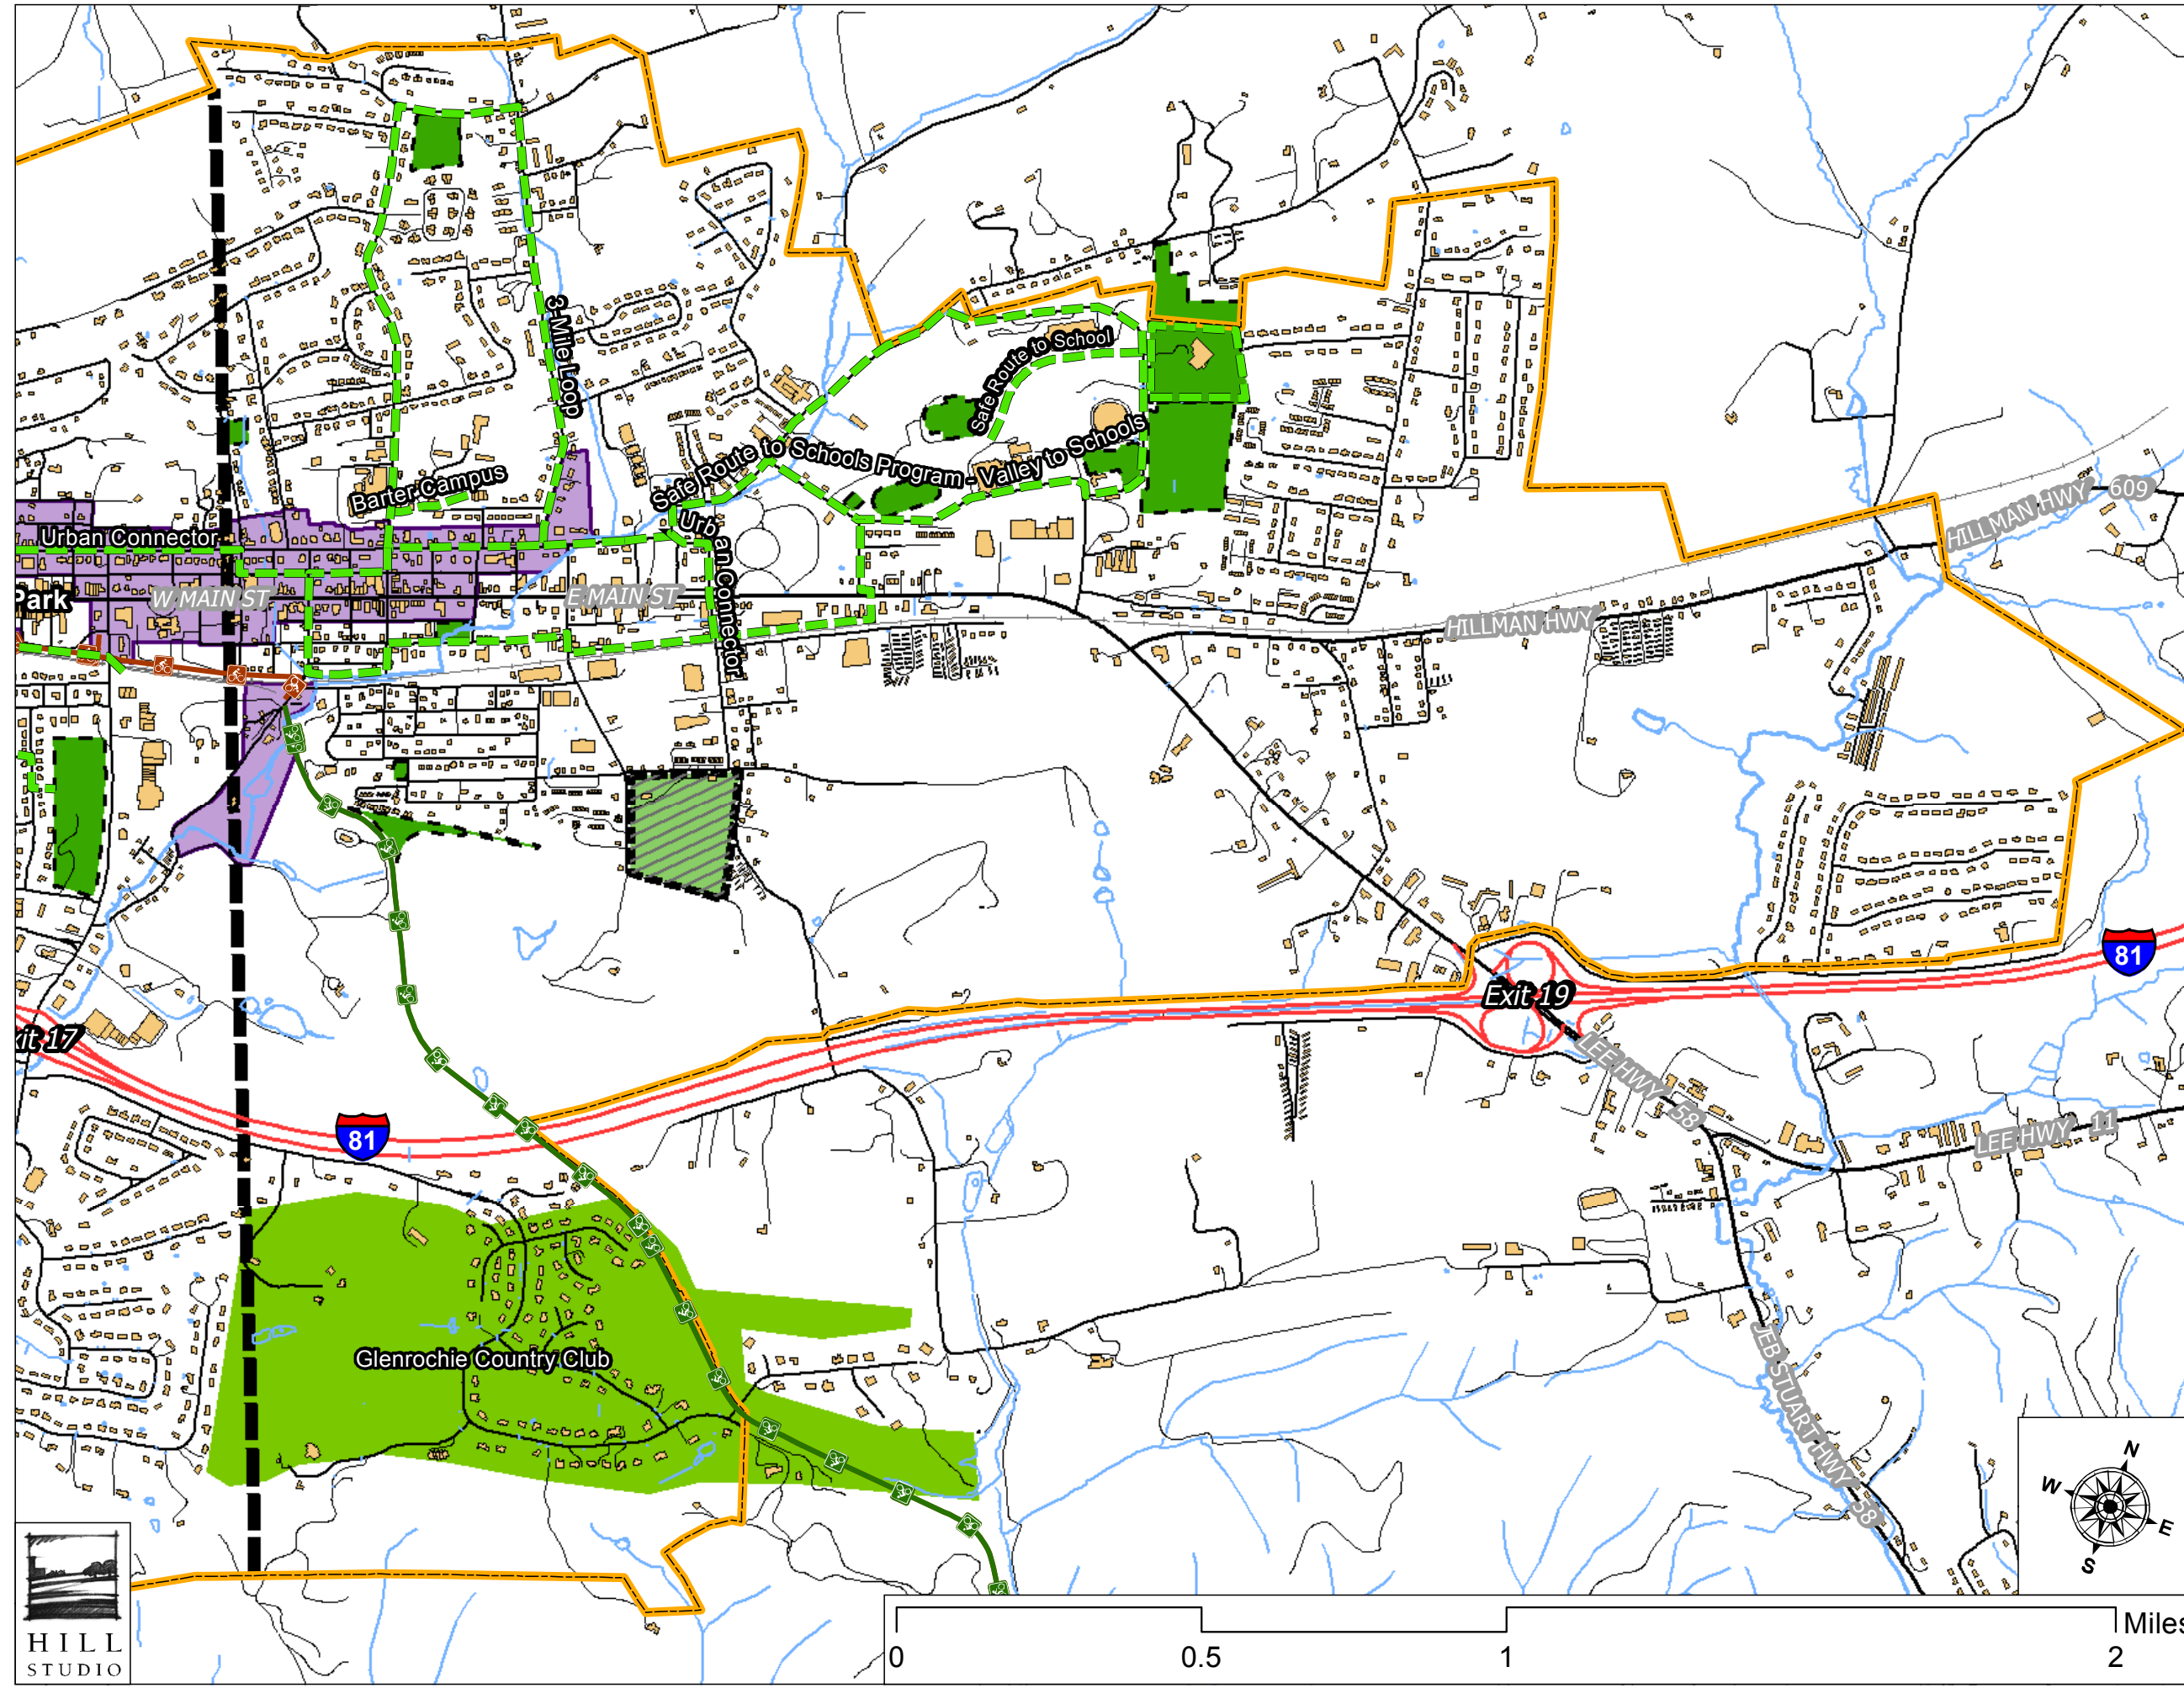 3-Mile Loop
Safe Route to School
Barter Campus
Safe Route to Schools Program - Valley to Schools
Urban Connector
Urban Connector
Park
W MAIN ST
E MAIN ST
HILLMAN HWY
HILLMAN HWY 609
81
Exit 19
xit 17
LEE HWY 58
81
LEE HWY 11
Glenrochie Country Club
JEB STUART HWY 58
N
W
E
S
HILL
STUDIO
0
0.5
1
2
Miles